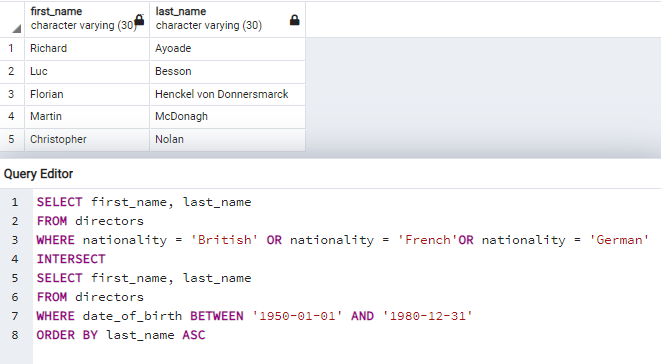 first_name last_name
character varying (30) character varying (30)
1 Richard Ayoade
2 Luc Besson
3 Florian Henckel von Donnersmarck
4 Martin McDonagh
5 Christopher Nolan
Query Editor
1 SELECT first_name, last_name
2 FROM directors
3 WHERE nationality = 'British' OR nationality = 'French'OR nationality = 'German'
4 INTERSECT
5 SELECT first_name, last_name
6 FROM directors
7 WHERE date_of_birth BETWEEN '1950-01-01' AND '1980-12-31'
8 ORDER BY last_name ASC